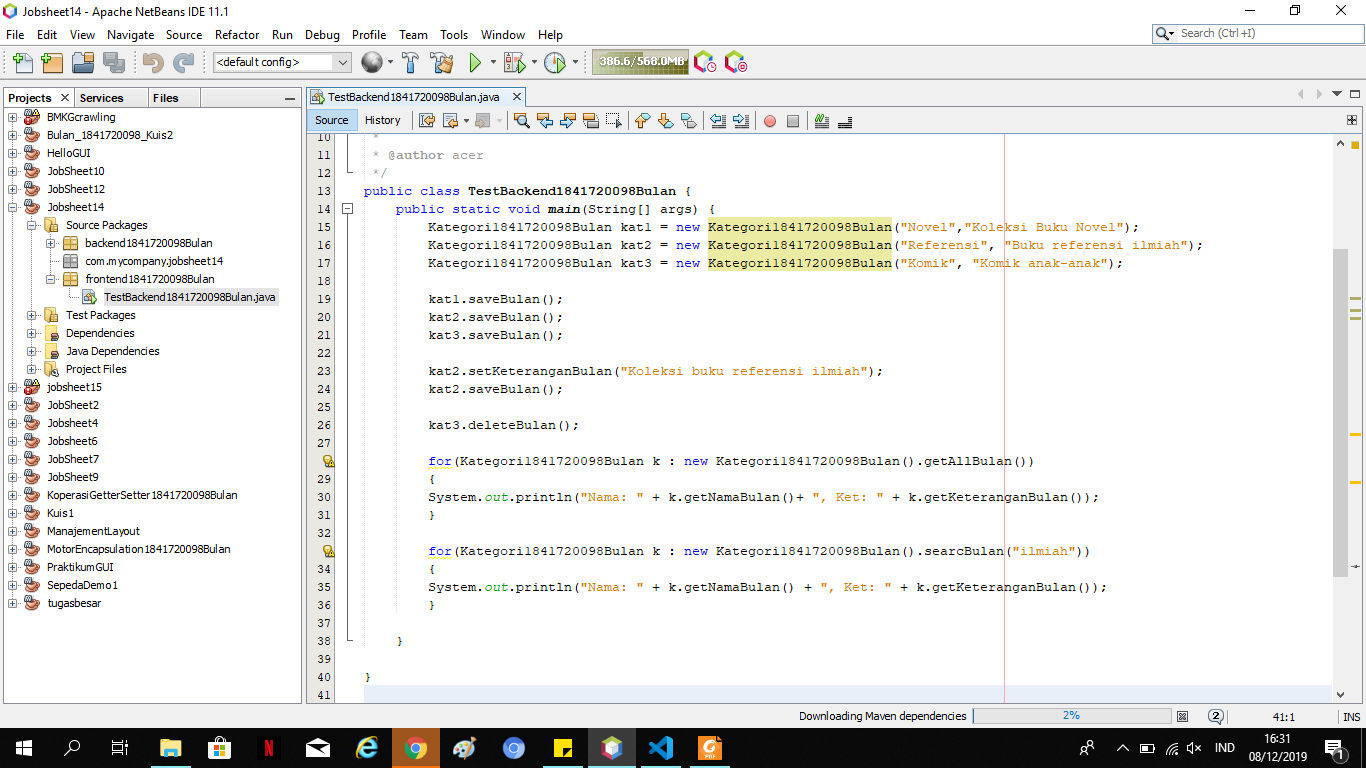 Jobsheet14 - Apache NetBeans IDE 11.1
File Edit View Navigate Source Refactor Run Debug Profile Team Tools Window Help
Search (Ctrl+I)
<default config>
386.6/568.0MB
Projects
Services
Files
BMKGcrawling
Bulan_1841720098_Kuis2
HelloGUI
JobSheet10
JobSheet12
Jobsheet14
Source Packages
backend1841720098Bulan
com.mycompany.jobsheet14
frontend1841720098Bulan
TestBackend1841720098Bulan.java
Test Packages
Dependencies
Java Dependencies
Project Files
jobsheet15
JobSheet2
Jobsheet4
Jobsheet6
JobSheet7
JobSheet9
KoperasiGetterSetter1841720098Bulan
Kuis1
ManajementLayout
MotorEncapsulation1841720098Bulan
PraktikumGUI
SepedaDemo1
tugasbesar
TestBackend1841720098Bulan.java
Source
History
10 *
11 * @author acer
12 */
13 public class TestBackend1841720098Bulan {
14 public static void main(String[] args) {
15 Kategori1841720098Bulan kat1 = new Kategori1841720098Bulan("Novel","Koleksi Buku Novel");
16 Kategori1841720098Bulan kat2 = new Kategori1841720098Bulan("Referensi", "Buku referensi ilmiah");
17 Kategori1841720098Bulan kat3 = new Kategori1841720098Bulan("Komik", "Komik anak-anak");
18
19 kat1.saveBulan();
20 kat2.saveBulan();
21 kat3.saveBulan();
22
23 kat2.setKeteranganBulan("Koleksi buku referensi ilmiah");
24 kat2.saveBulan();
25
26 kat3.deleteBulan();
27
for(Kategori1841720098Bulan k : new Kategori1841720098Bulan().getAllBulan())
29 {
30 System.out.println("Nama: " + k.getNamaBulan()+ ", Ket: " + k.getKeteranganBulan());
31 }
32
for(Kategori1841720098Bulan k : new Kategori1841720098Bulan().searcBulan("ilmiah"))
34 {
35 System.out.println("Nama: " + k.getNamaBulan() + ", Ket: " + k.getKeteranganBulan());
36 }
37
38 }
39
40 }
41
Downloading Maven dependencies
2%
2
41:1
INS
IND
16:31
08/12/2019
1